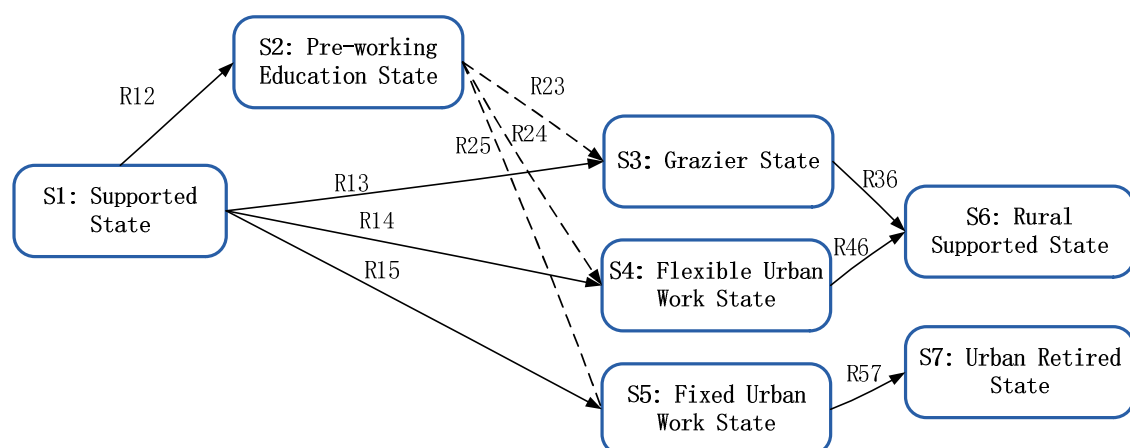 S2: Pre-working
Education State
R12
R23
R24
R25
S1: Supported
State
R13
R14
R15
S3: Grazier State
R36
S6: Rural
Supported State
R46
S4: Flexible Urban
Work State
S5: Fixed Urban
Work State
R57
S7: Urban Retired
State